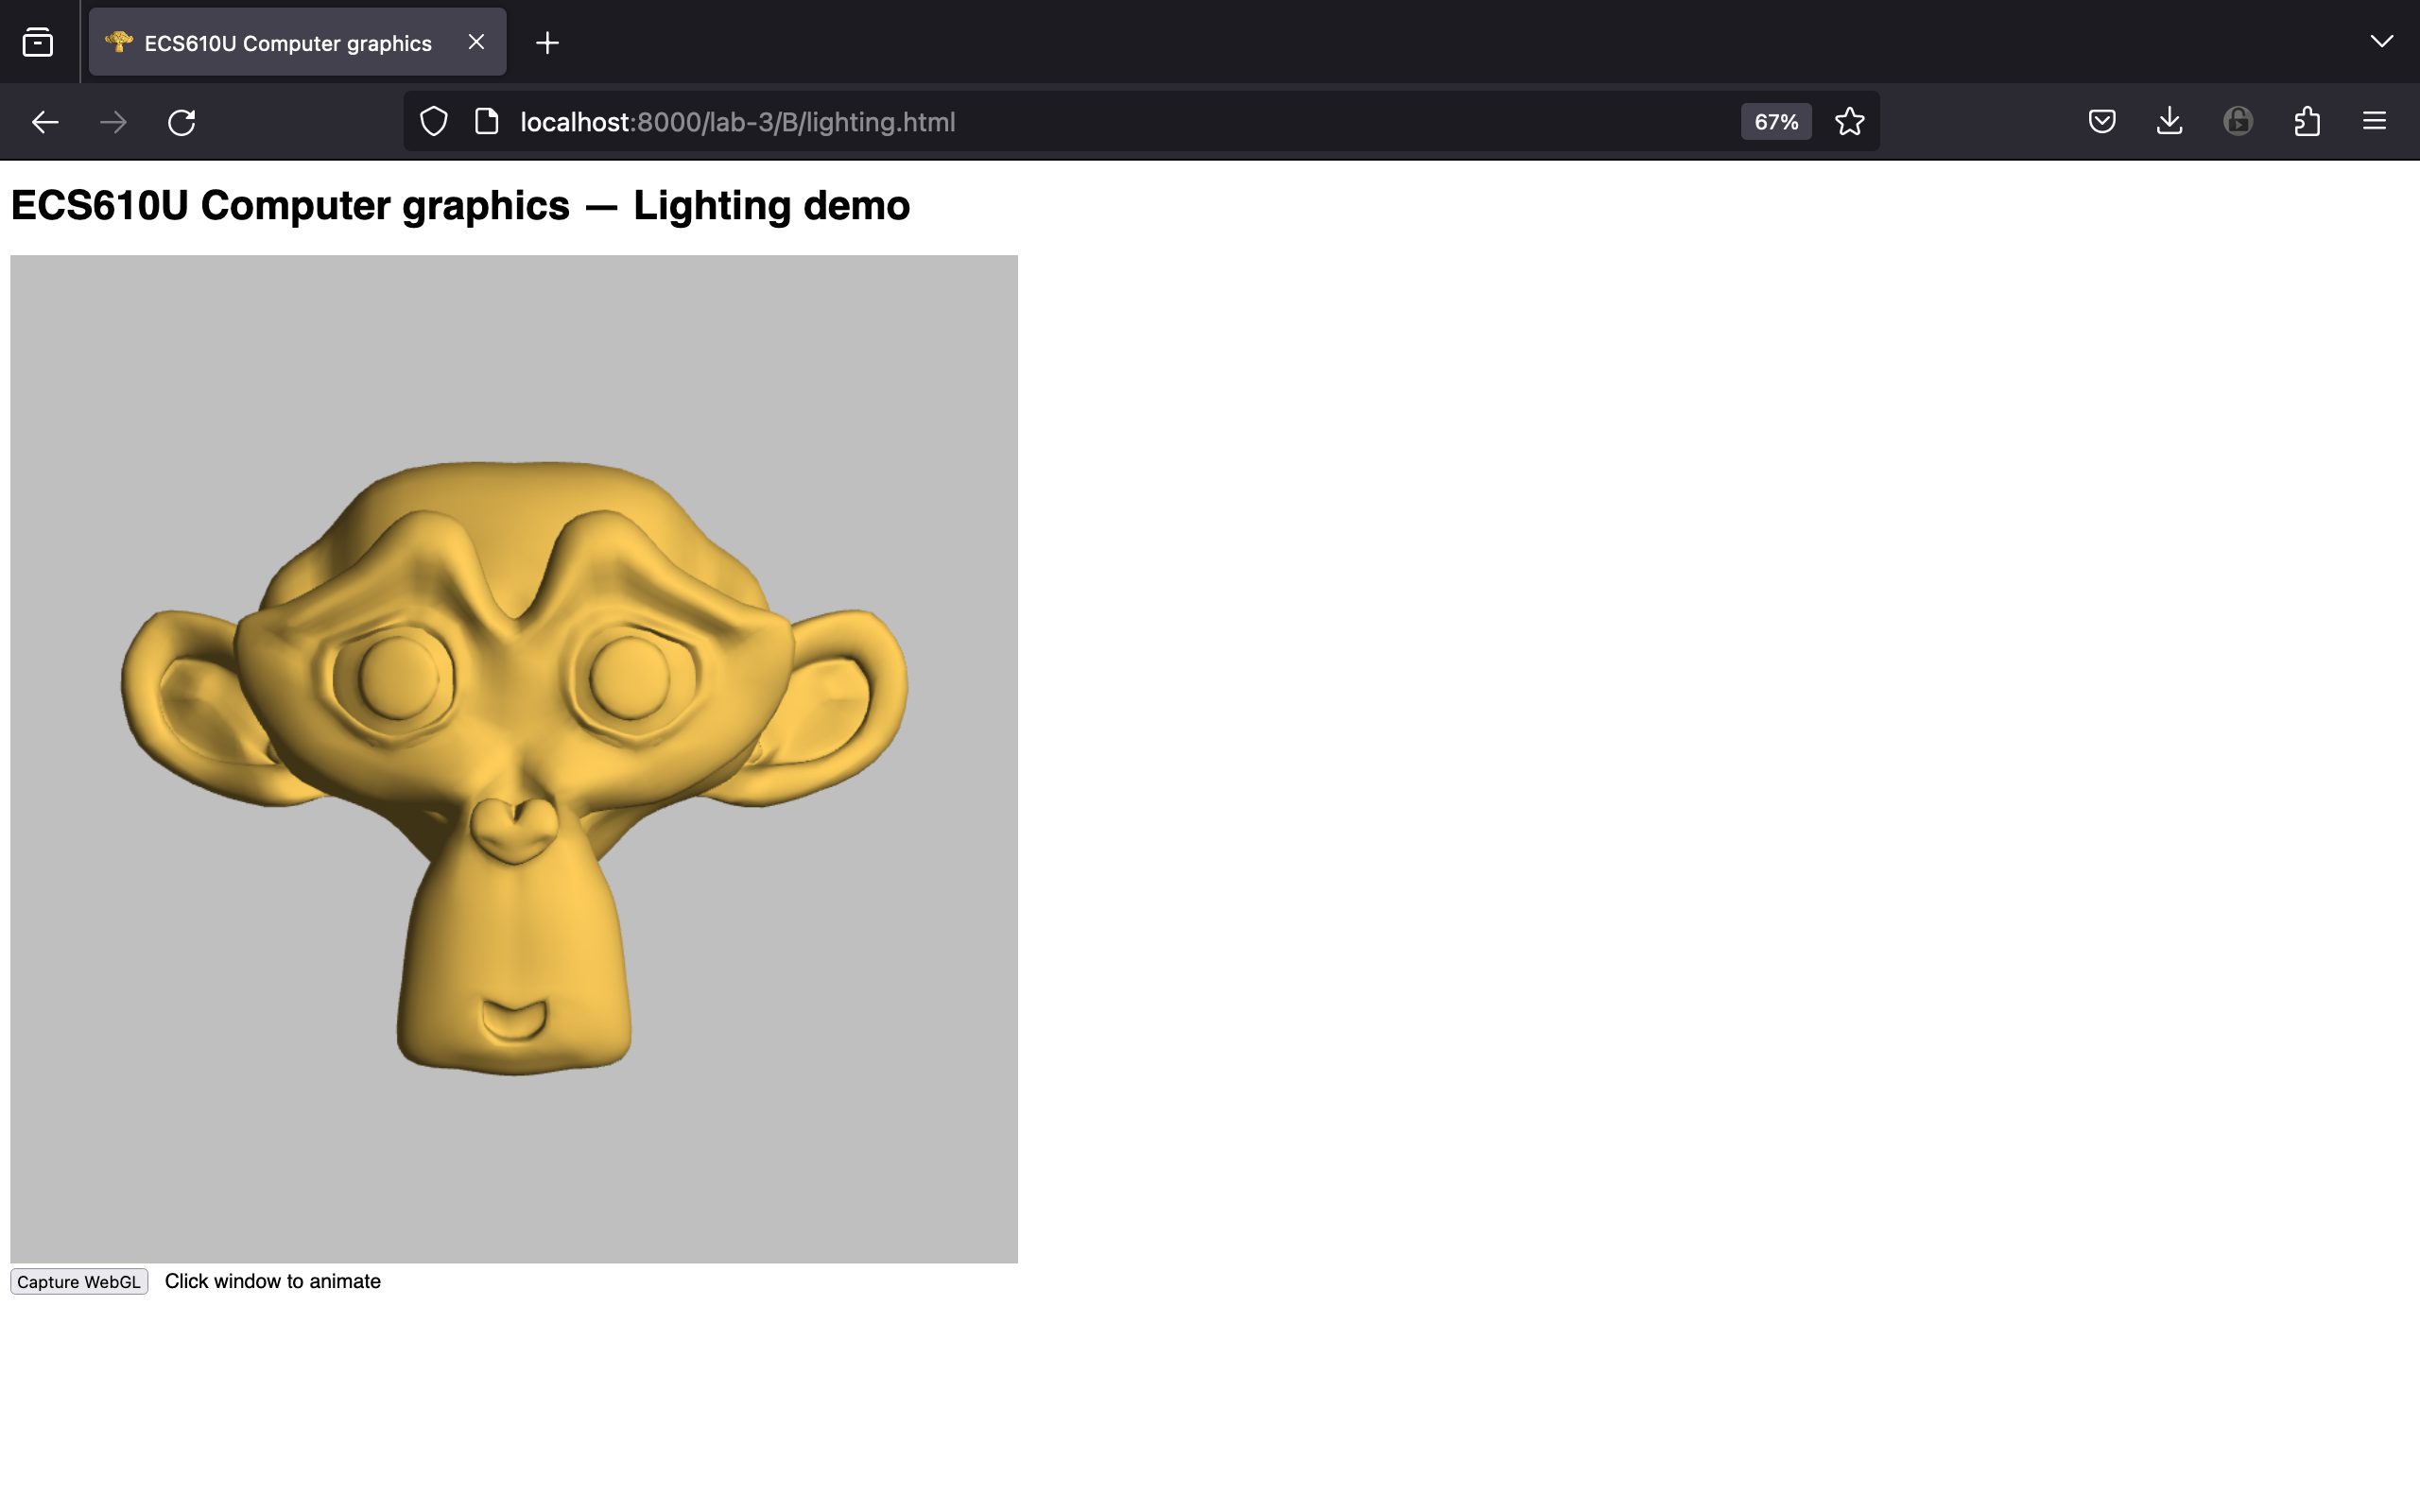 ECS610U Computer graphics
localhost:8000/lab-3/B/lighting.html
67%
ECS610U Computer graphics — Lighting demo
Capture WebGL
Click window to animate